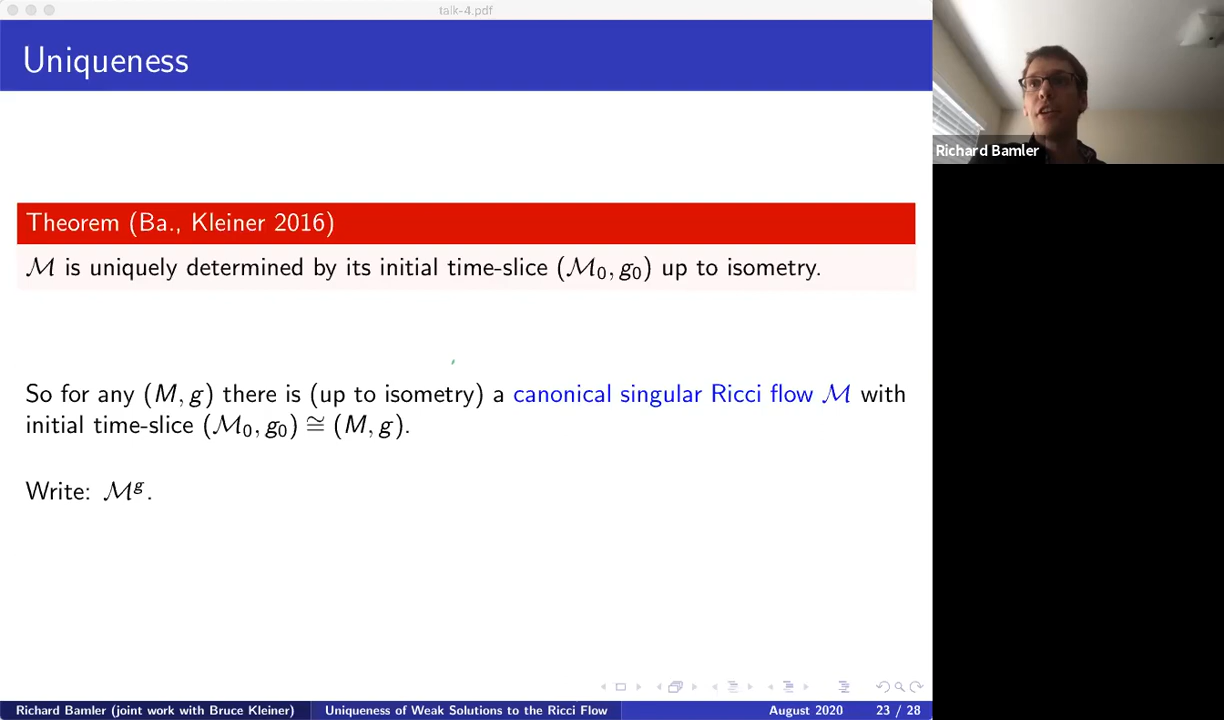 talk-4.pdf
Uniqueness
Richard Bamler
Theorem (Ba., Kleiner 2016)
ℳ is uniquely determined by its initial time-slice (ℳ₀, g₀) up to isometry.
So for any (M, g) there is (up to isometry) a canonical singular Ricci flow ℳ with
initial time-slice (ℳ₀, g₀) ≅ (M, g).
Write: ℳᵍ.
Richard Bamler (joint work with Bruce Kleiner) Uniqueness of Weak Solutions to the Ricci Flow August 2020 23 / 28